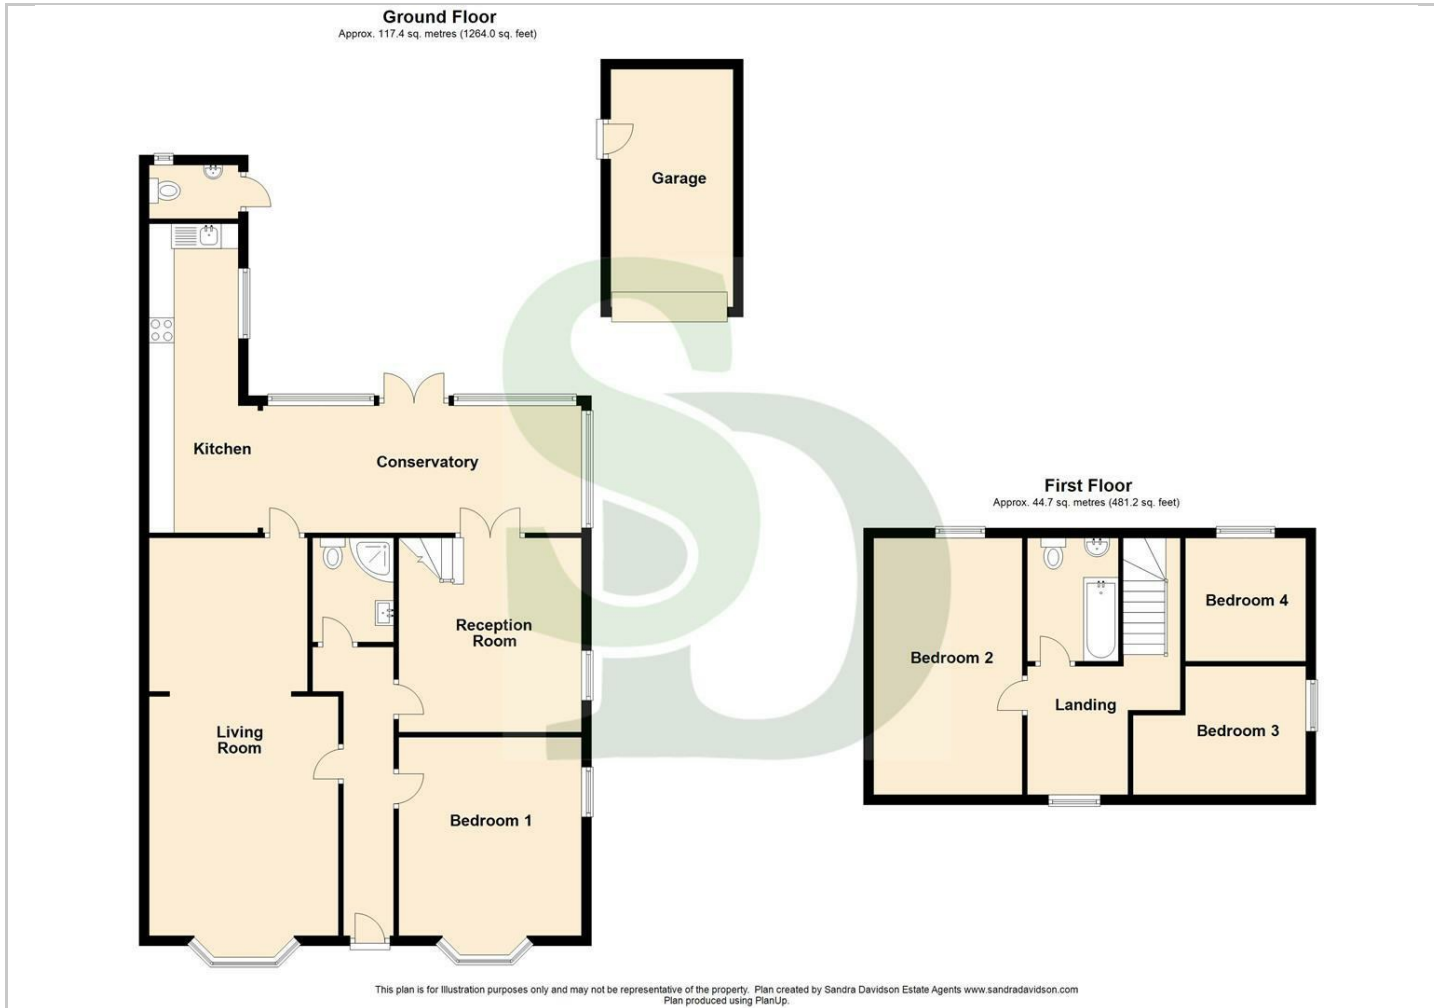 Ground Floor
Approx. 117.4 sq. metres (1264.0 sq. feet)
Garage
Kitchen
Conservatory
First Floor
Approx. 44.7 sq. metres (481.2 sq. feet)
Reception
Room
Bedroom 4
Bedroom 2
Landing
Living
Room
Bedroom 3
Bedroom 1
SD
This plan is for Illustration purposes only and may not be representative of the property. Plan created by Sandra Davidson Estate Agents www.sandradavidson.com
Plan produced using PlanUp.